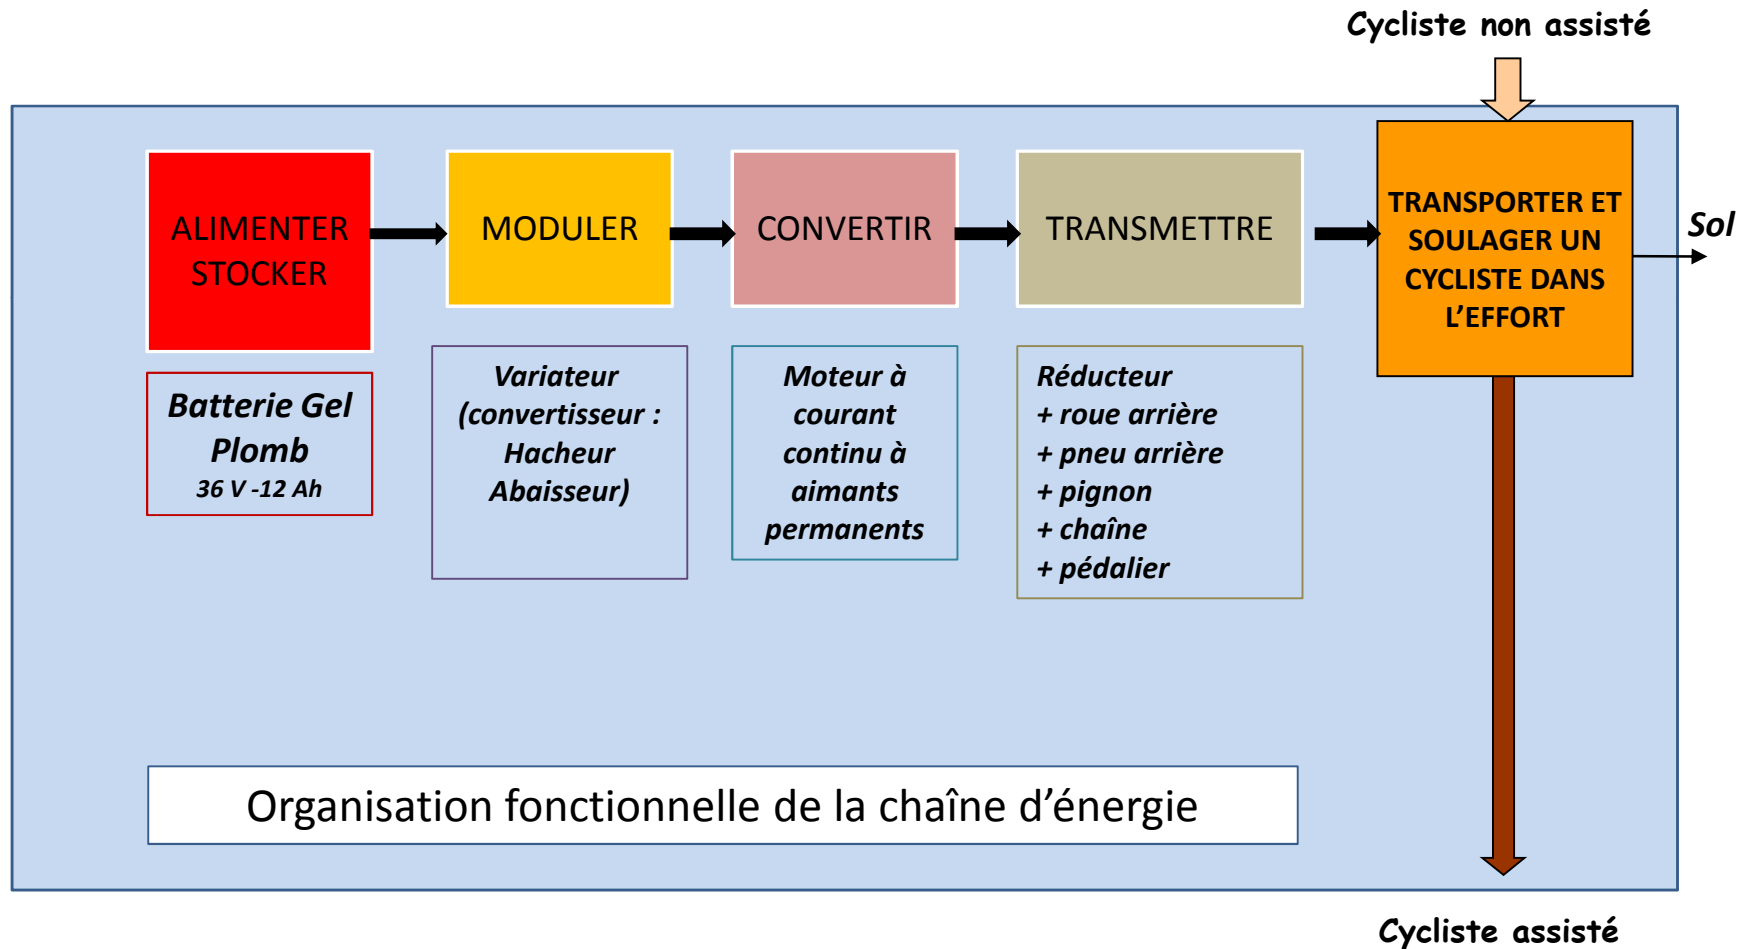 Cycliste non assisté
ALIMENTER
STOCKER
MODULER
CONVERTIR
TRANSMETTRE
TRANSPORTER ET
SOULAGER UN
CYCLISTE DANS
L’EFFORT
Sol
Batterie Gel
Plomb
36 V -12 Ah
Variateur
(convertisseur :
Hacheur
Abaisseur)
Moteur à
courant
continu à
aimants
permanents
Réducteur
+ roue arrière
+ pneu arrière
+ pignon
+ chaîne
+ pédalier
Organisation fonctionnelle de la chaîne d’énergie
Cycliste assisté